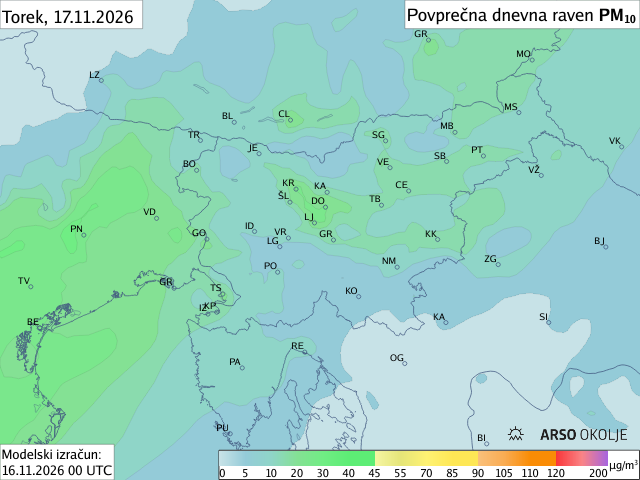 Torek, 17.11.2026
Povprečna dnevna raven PM10
GR
MO
LZ
MS
BL
CL
MB
TR
SG
VK
JE
PT
SB
BO
VE
VŽ
KR
KA
CE
ŠL
DO
TB
VD
LJ
PN
ID
VR
GO
GR
KK
LG
BJ
PO
NM
ZG
TV
GR
TS
KO
IZ
KP
BE
KA
SI
RE
PA
OG
PU
BI
ARSO OKOLJE
Modelski izračun:
16.11.2026 00 UTC
0 5 10 20 30 40 45 55 70 85 90 105 110 120 200 µg/m³